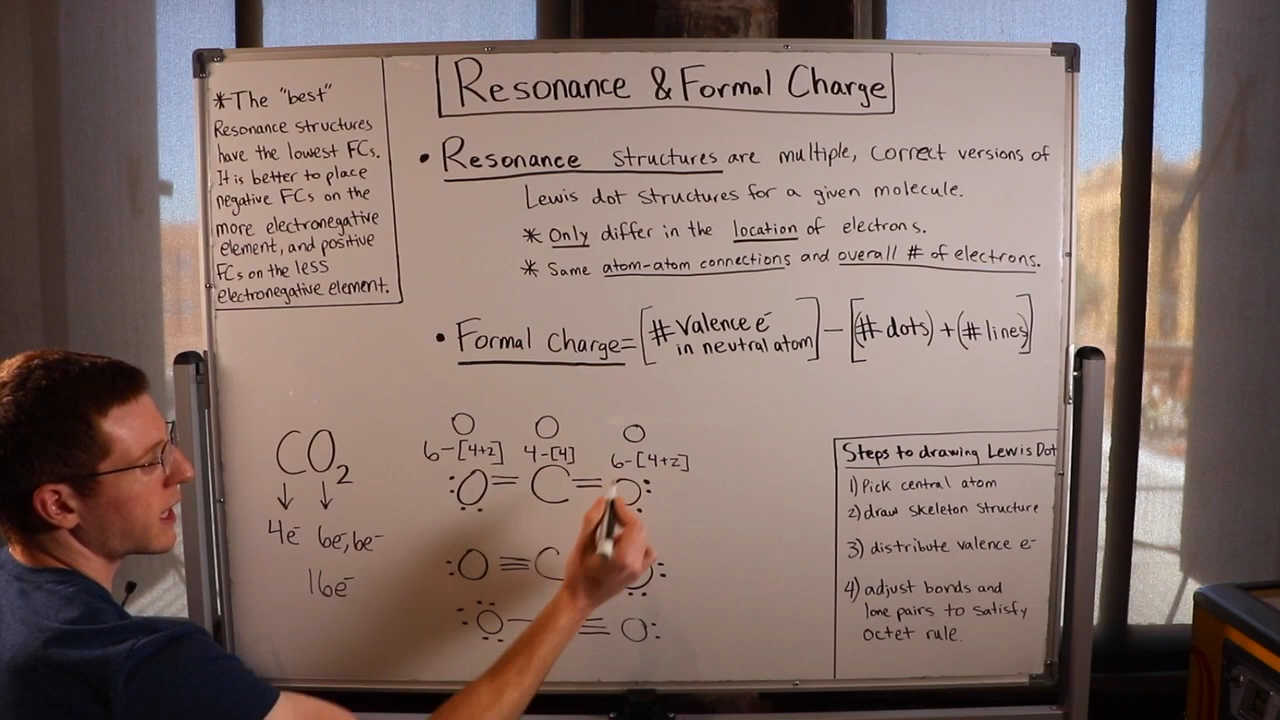 Resonance & Formal Charge
*The "best"
Resonance structures
have the lowest FCs.
It is better to place
negative FCs on the
more electronegative
element, and positive
FCs on the less
electronegative element.
• Resonance structures are multiple, correct versions of
Lewis dot structures for a given molecule.
* Only differ in the location of electrons.
* Same atom-atom connections and overall # of electrons.
• Formal Charge = [# valence e⁻ in neutral atom] − [(# dots) + (# lines)]
CO₂
4e⁻ 6e⁻, 6e⁻
16e⁻
O O O
6-[4+2] 4-[4] 6-[4+2]
:O=C=O:
:O≡C O:
:O- ≡O:
Steps to drawing Lewis Dot
1) Pick central atom
2) draw skeleton structure
3) distribute valence e-
4) adjust bonds and
lone pairs to satisfy
octet rule.